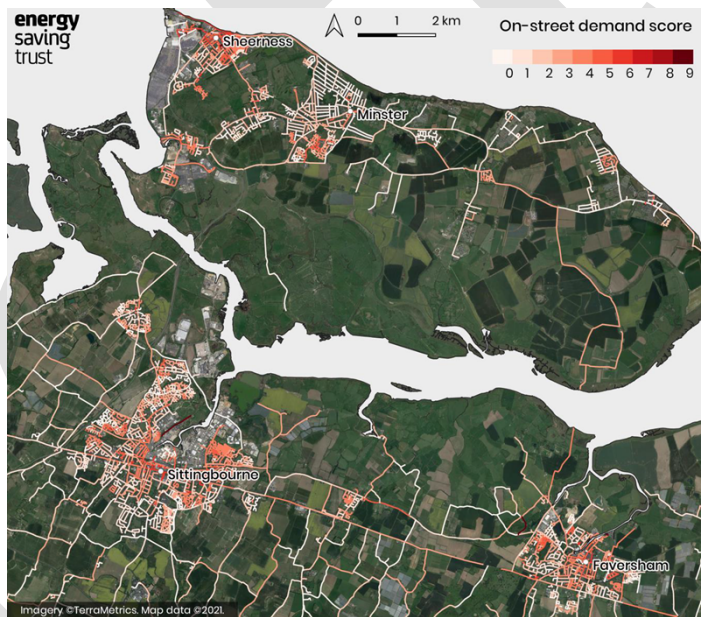 energy
saving
trust
0 1 2 km
On-street demand score
0 1 2 3 4 5 6 7 8 9
Sheerness
Minster
Sittingbourne
Faversham
Imagery ©TerraMetrics. Map data ©2021.